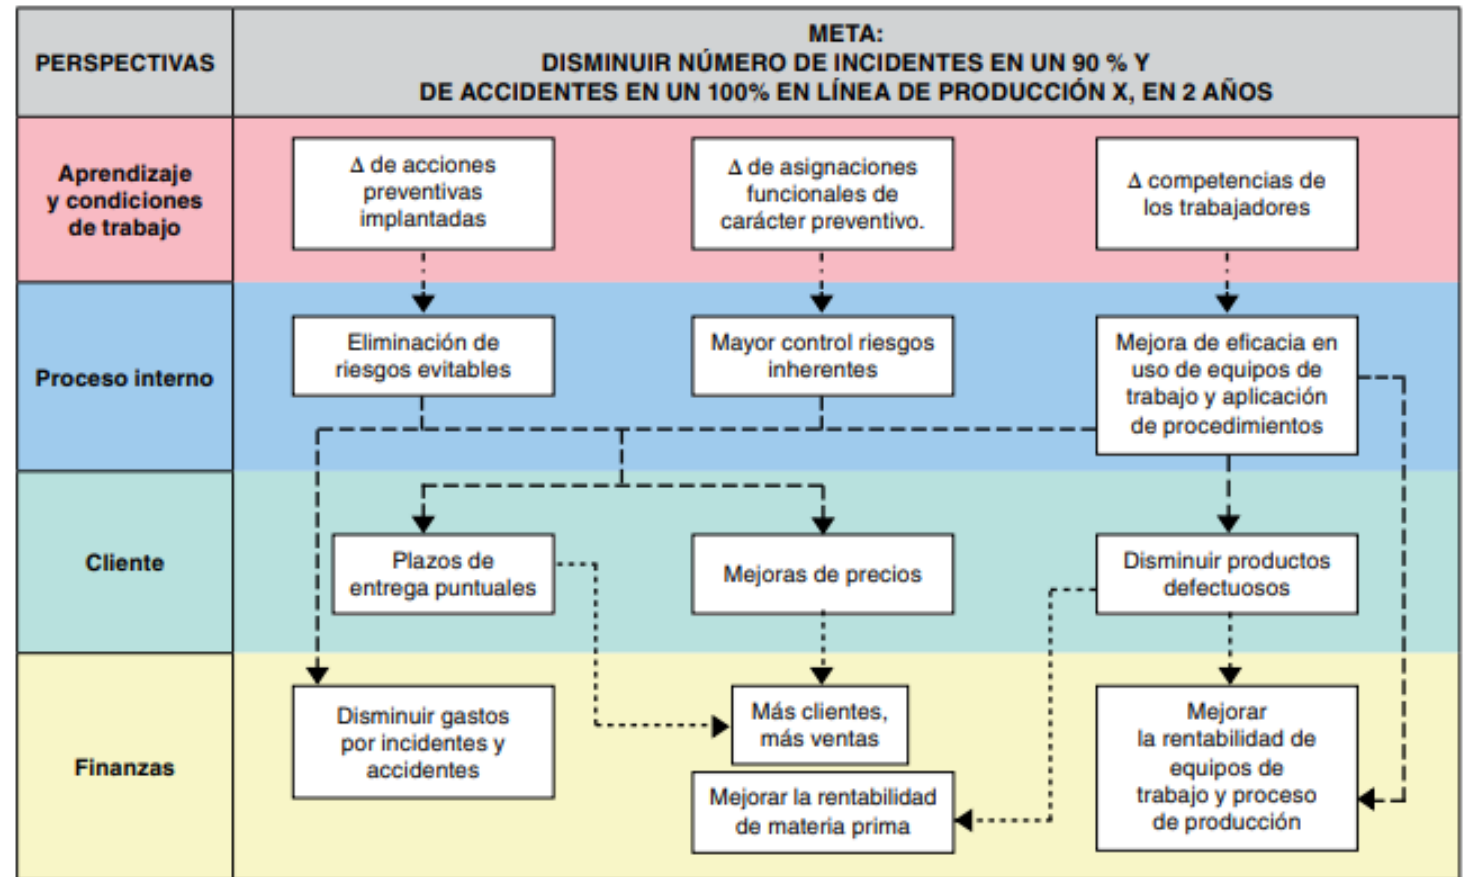 PERSPECTIVAS
META:
DISMINUIR NÚMERO DE INCIDENTES EN UN 90 % Y
DE ACCIDENTES EN UN 100% EN LÍNEA DE PRODUCCIÓN X, EN 2 AÑOS
Aprendizaje
y condiciones
de trabajo
Δ de acciones
preventivas
implantadas
Δ de asignaciones
funcionales de
carácter preventivo.
Δ competencias de
los trabajadores
Proceso interno
Eliminación de
riesgos evitables
Mayor control riesgos
inherentes
Mejora de eficacia en
uso de equipos de
trabajo y aplicación
de procedimientos
Cliente
Plazos de
entrega puntuales
Mejoras de precios
Disminuir productos
defectuosos
Finanzas
Disminuir gastos
por incidentes y
accidentes
Más clientes,
más ventas
Mejorar la rentabilidad
de materia prima
Mejorar
la rentabilidad de
equipos de
trabajo y proceso
de producción